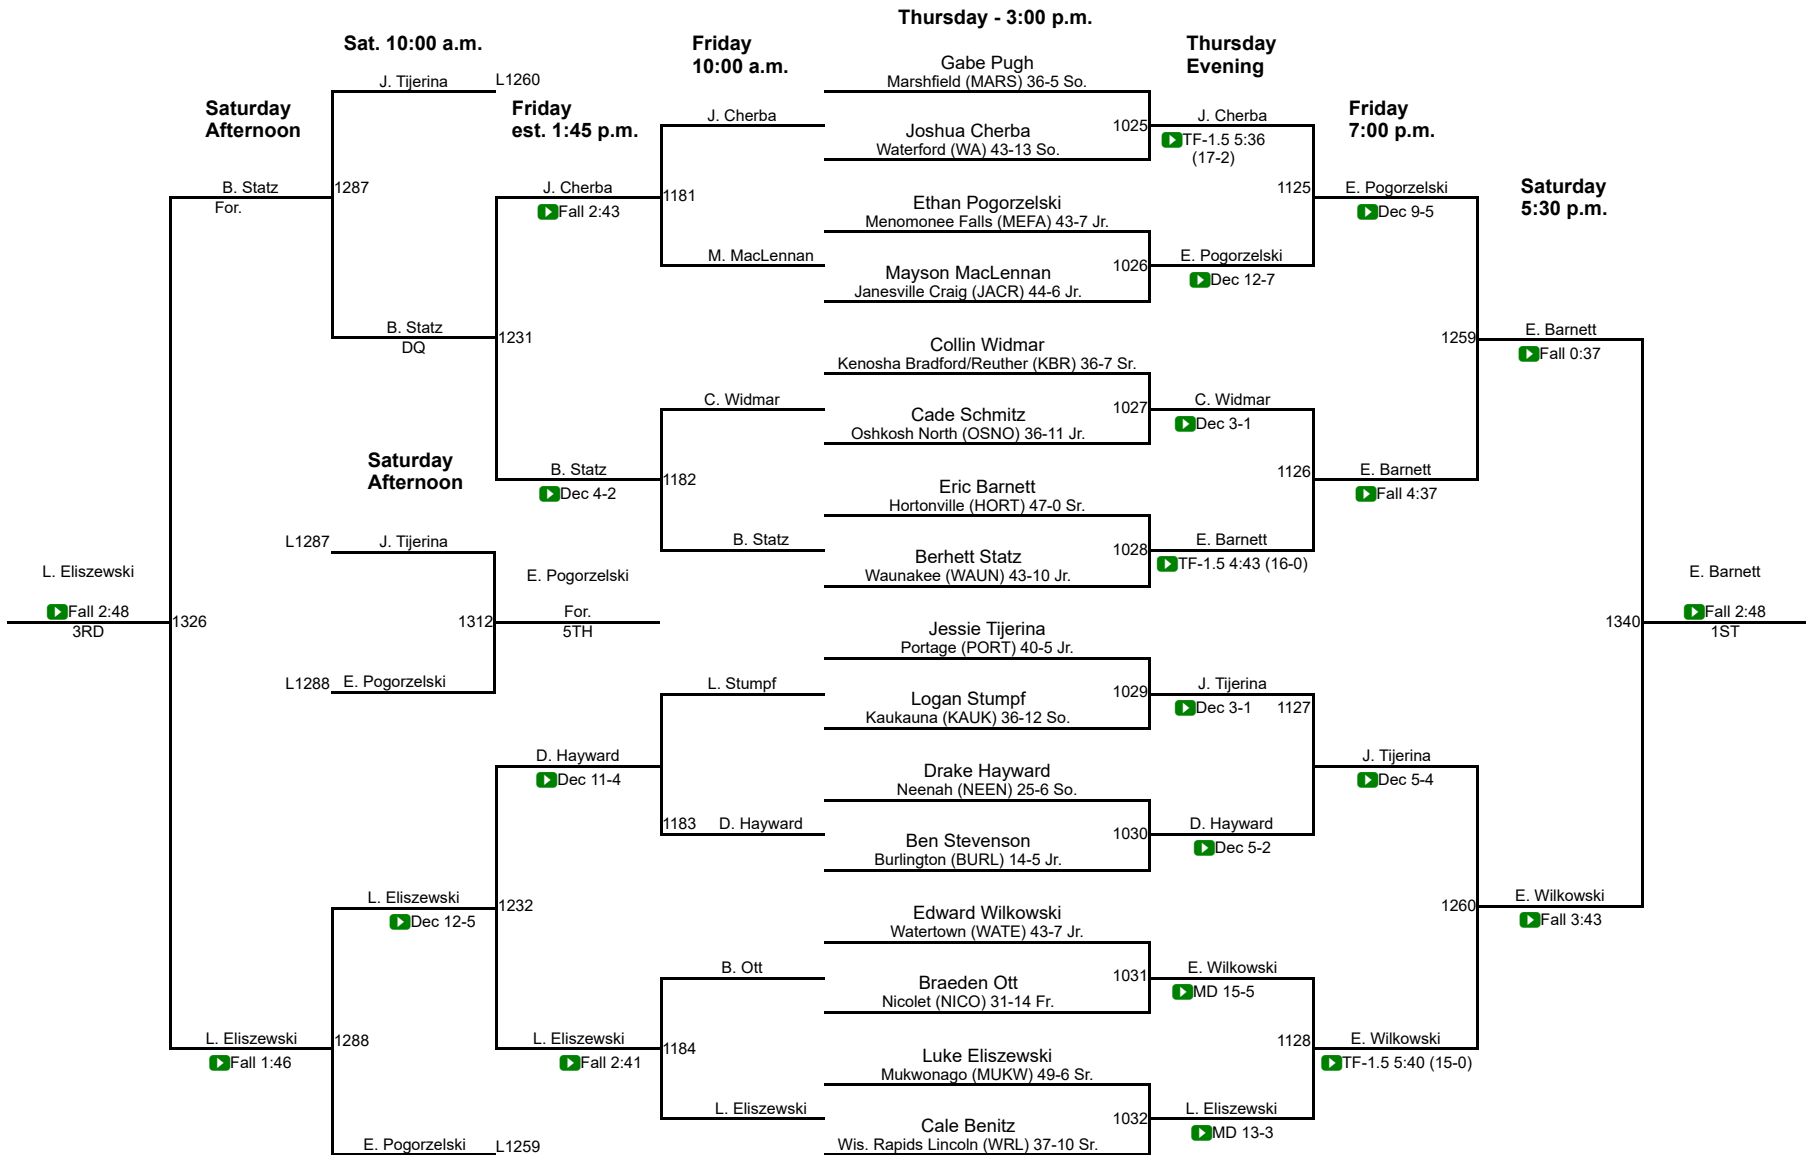 Thursday - 3:00 p.m.
Sat. 10:00 a.m.
Friday
10:00 a.m.
Thursday
Evening
Gabe Pugh
Marshfield (MARS) 36-5 So.
J. Tijerina
L1260
Saturday
Afternoon
Friday
est. 1:45 p.m.
J. Cherba
Joshua Cherba
Waterford (WA) 43-13 So.
1025
J. Cherba
TF-1.5 5:36
(17-2)
Friday
7:00 p.m.
B. Statz
For.
1287
J. Cherba
Fall 2:43
1181
Ethan Pogorzelski
Menomonee Falls (MEFA) 43-7 Jr.
1125
E. Pogorzelski
Dec 9-5
Saturday
5:30 p.m.
M. MacLennan
Mayson MacLennan
Janesville Craig (JACR) 44-6 Jr.
1026
E. Pogorzelski
Dec 12-7
B. Statz
DQ
1231
Collin Widmar
Kenosha Bradford/Reuther (KBR) 36-7 Sr.
1259
E. Barnett
Fall 0:37
C. Widmar
Cade Schmitz
Oshkosh North (OSNO) 36-11 Jr.
1027
C. Widmar
Dec 3-1
Saturday
Afternoon
B. Statz
Dec 4-2
1182
Eric Barnett
Hortonville (HORT) 47-0 Sr.
1126
E. Barnett
Fall 4:37
L1287
J. Tijerina
B. Statz
Berhett Statz
Waunakee (WAUN) 43-10 Jr.
1028
E. Barnett
TF-1.5 4:43 (16-0)
L. Eliszewski
Fall 2:48
3RD
1326
1312
E. Pogorzelski
For.
5TH
Jessie Tijerina
Portage (PORT) 40-5 Jr.
1340
E. Barnett
Fall 2:48
1ST
L1288
E. Pogorzelski
L. Stumpf
Logan Stumpf
Kaukauna (KAUK) 36-12 So.
1029
J. Tijerina
Dec 3-1
1127
D. Hayward
Dec 11-4
Drake Hayward
Neenah (NEEN) 25-6 So.
J. Tijerina
Dec 5-4
1183
D. Hayward
Ben Stevenson
Burlington (BURL) 14-5 Jr.
1030
D. Hayward
Dec 5-2
L. Eliszewski
Dec 12-5
1232
Edward Wilkowski
Watertown (WATE) 43-7 Jr.
1260
E. Wilkowski
Fall 3:43
B. Ott
Braeden Ott
Nicolet (NICO) 31-14 Fr.
1031
E. Wilkowski
MD 15-5
L. Eliszewski
Fall 1:46
1288
L. Eliszewski
Fall 2:41
1184
Luke Eliszewski
Mukwonago (MUKW) 49-6 Sr.
1128
E. Wilkowski
TF-1.5 5:40 (15-0)
L. Eliszewski
Cale Benitz
Wis. Rapids Lincoln (WRL) 37-10 Sr.
1032
L. Eliszewski
MD 13-3
E. Pogorzelski
L1259